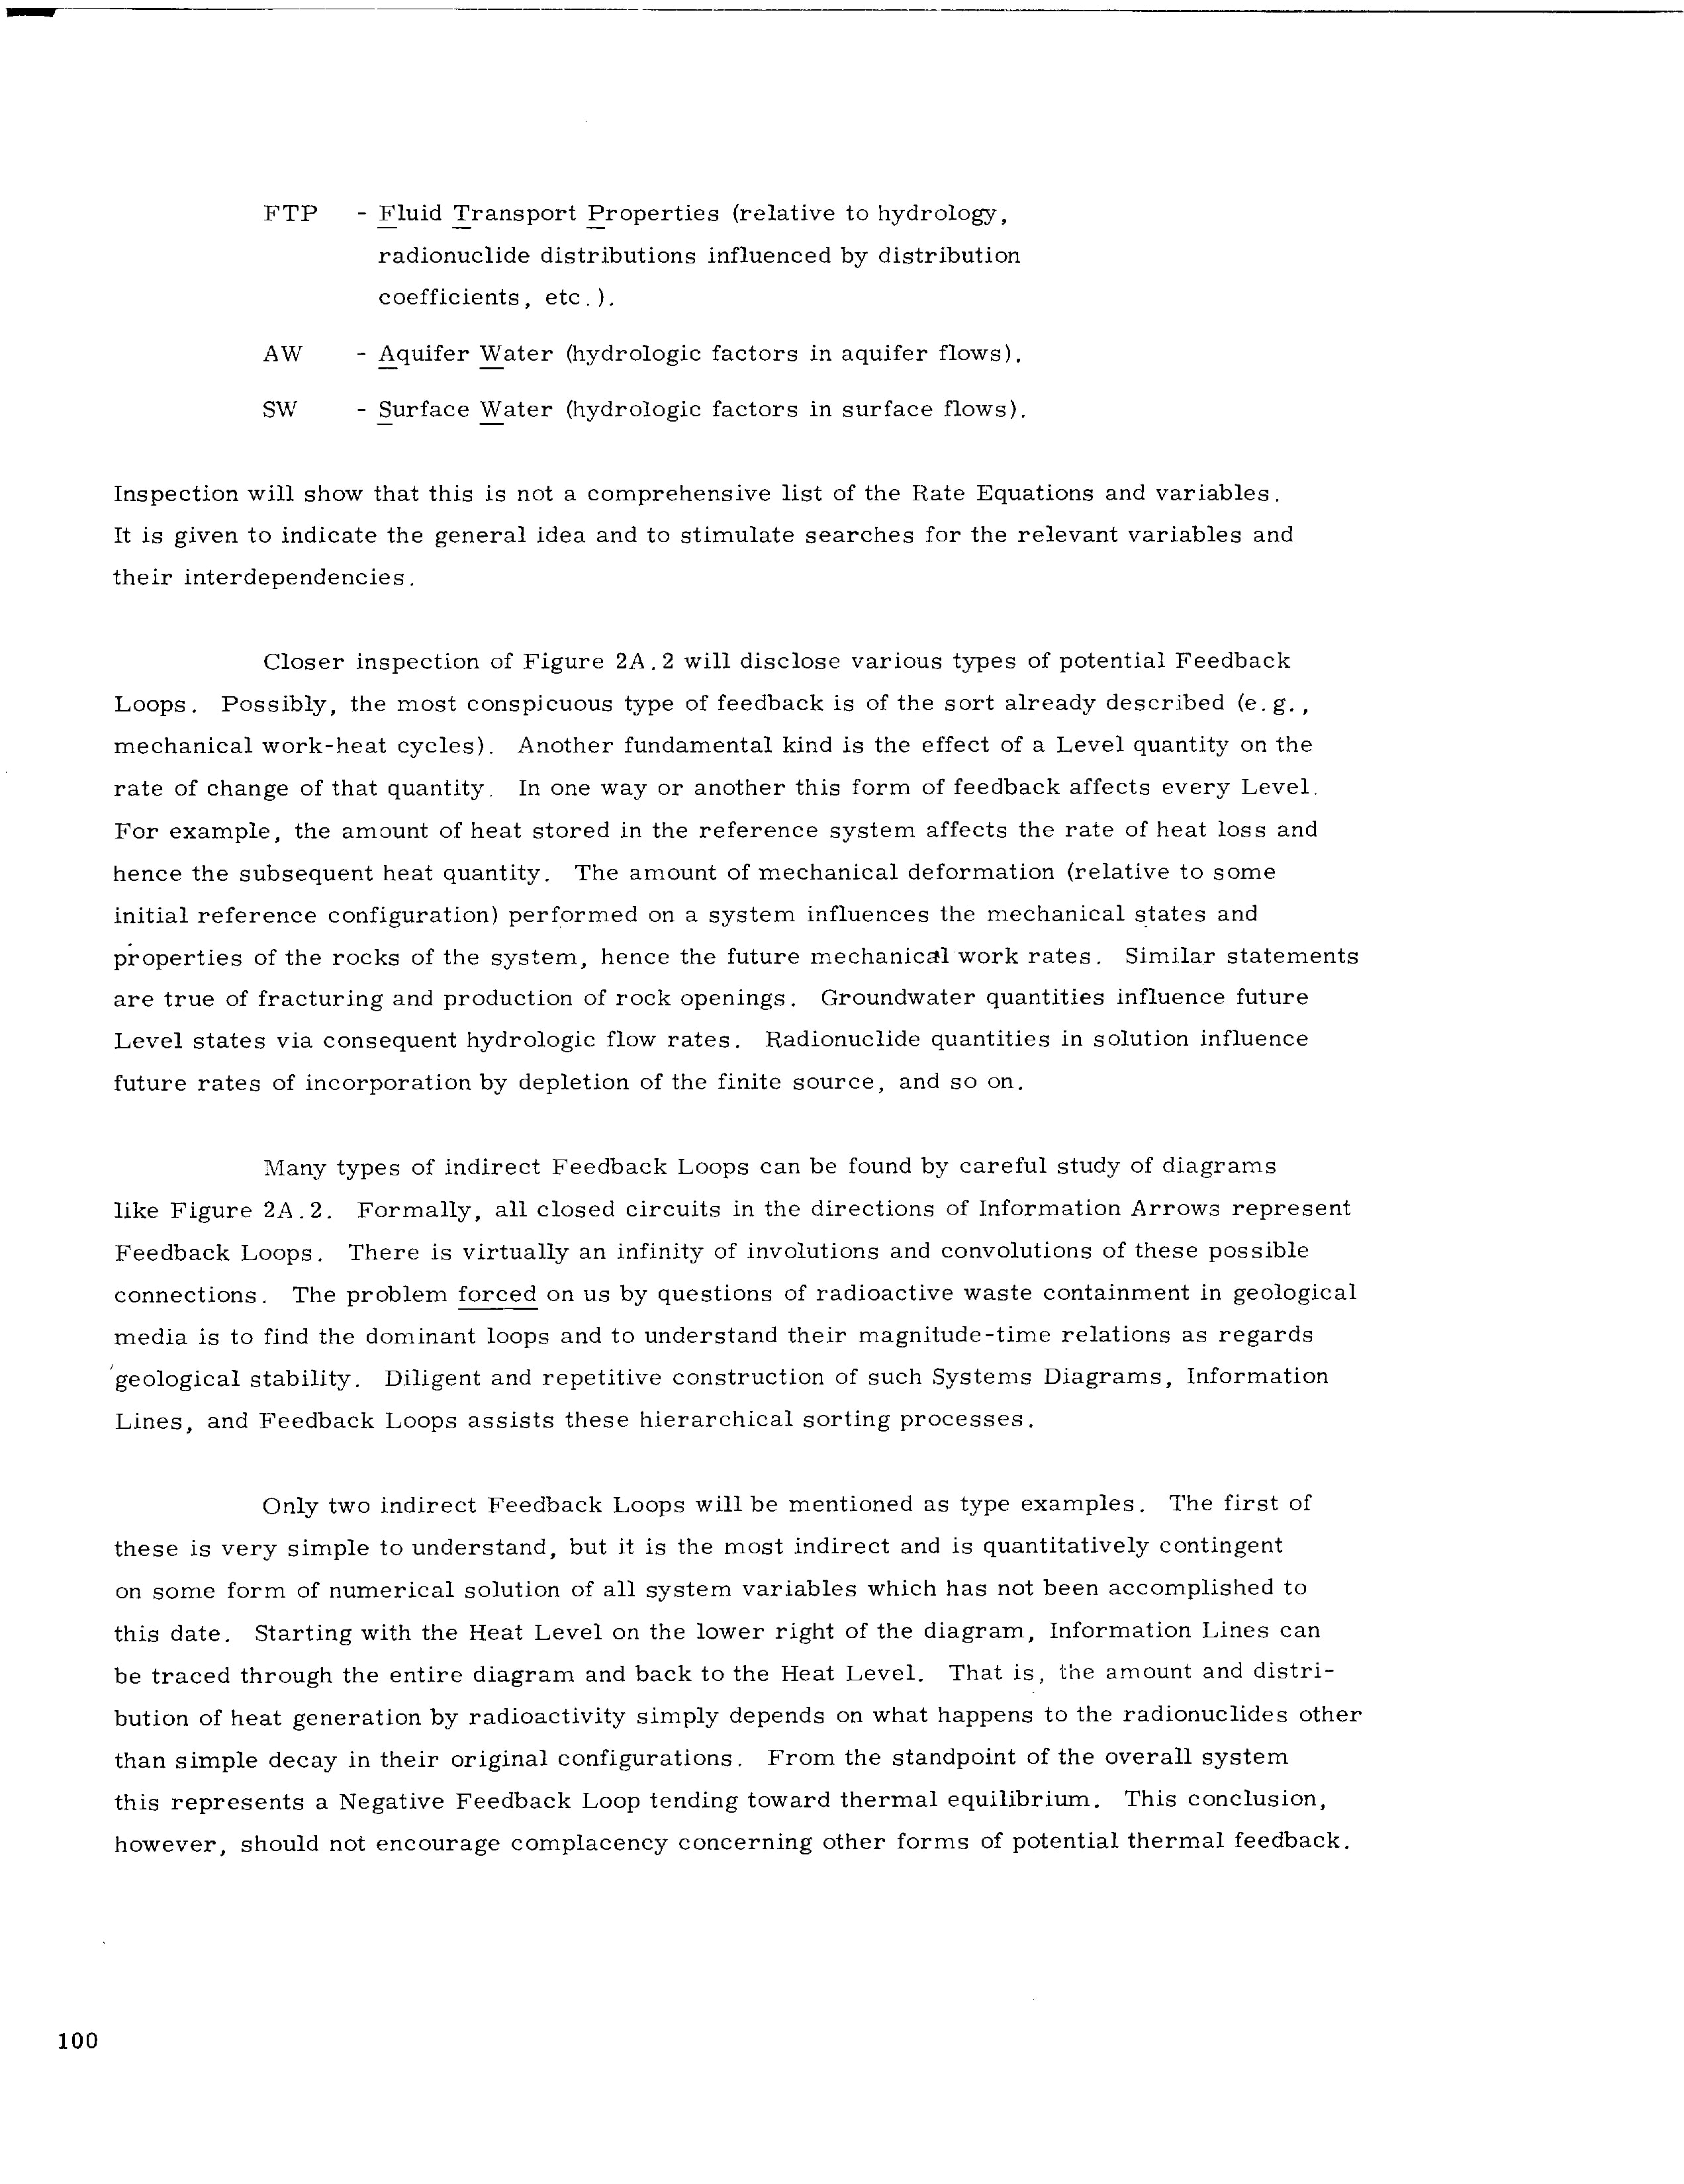 FTP - Fluid Transport Properties (relative to hydrology,
radionuclide distributions influenced by distribution
coefficients, etc.).
AW - Aquifer Water (hydrologic factors in aquifer flows).
SW - Surface Water (hydrologic factors in surface flows).
Inspection will show that this is not a comprehensive list of the Rate Equations and variables.
It is given to indicate the general idea and to stimulate searches for the relevant variables and
their interdependencies.
Closer inspection of Figure 2A.2 will disclose various types of potential Feedback
Loops. Possibly, the most conspicuous type of feedback is of the sort already described (e.g.,
mechanical work-heat cycles). Another fundamental kind is the effect of a Level quantity on the
rate of change of that quantity. In one way or another this form of feedback affects every Level.
For example, the amount of heat stored in the reference system affects the rate of heat loss and
hence the subsequent heat quantity. The amount of mechanical deformation (relative to some
initial reference configuration) performed on a system influences the mechanical states and
properties of the rocks of the system, hence the future mechanical work rates. Similar statements
are true of fracturing and production of rock openings. Groundwater quantities influence future
Level states via consequent hydrologic flow rates. Radionuclide quantities in solution influence
future rates of incorporation by depletion of the finite source, and so on.
Many types of indirect Feedback Loops can be found by careful study of diagrams
like Figure 2A.2. Formally, all closed circuits in the directions of Information Arrows represent
Feedback Loops. There is virtually an infinity of involutions and convolutions of these possible
connections. The problem forced on us by questions of radioactive waste containment in geological
media is to find the dominant loops and to understand their magnitude-time relations as regards
geological stability. Diligent and repetitive construction of such Systems Diagrams, Information
Lines, and Feedback Loops assists these hierarchical sorting processes.
Only two indirect Feedback Loops will be mentioned as type examples. The first of
these is very simple to understand, but it is the most indirect and is quantitatively contingent
on some form of numerical solution of all system variables which has not been accomplished to
this date. Starting with the Heat Level on the lower right of the diagram, Information Lines can
be traced through the entire diagram and back to the Heat Level. That is, the amount and distri-
bution of heat generation by radioactivity simply depends on what happens to the radionuclides other
than simple decay in their original configurations. From the standpoint of the overall system
this represents a Negative Feedback Loop tending toward thermal equilibrium. This conclusion,
however, should not encourage complacency concerning other forms of potential thermal feedback.
100